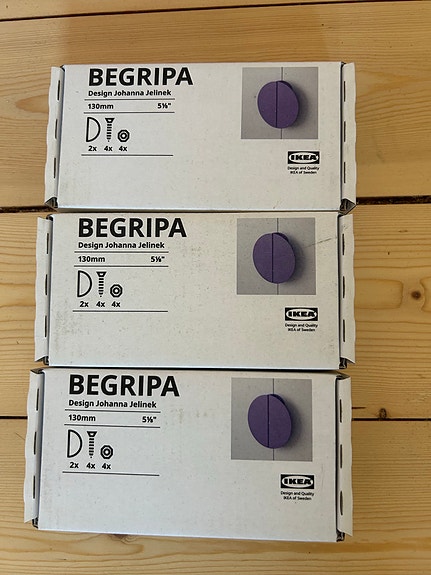 BEGRIPA
Design Johanna Jelinek
130mm 5⅛"
2x 4x 4x
IKEA
Design and Quality
IKEA of Sweden
BEGRIPA
Design Johanna Jelinek
130mm 5⅛"
2x 4x 4x
IKEA
Design and Quality
IKEA of Sweden
BEGRIPA
Design Johanna Jelinek
130mm 5⅛"
2x 4x 4x
IKEA
Design and Quality
IKEA of Sweden